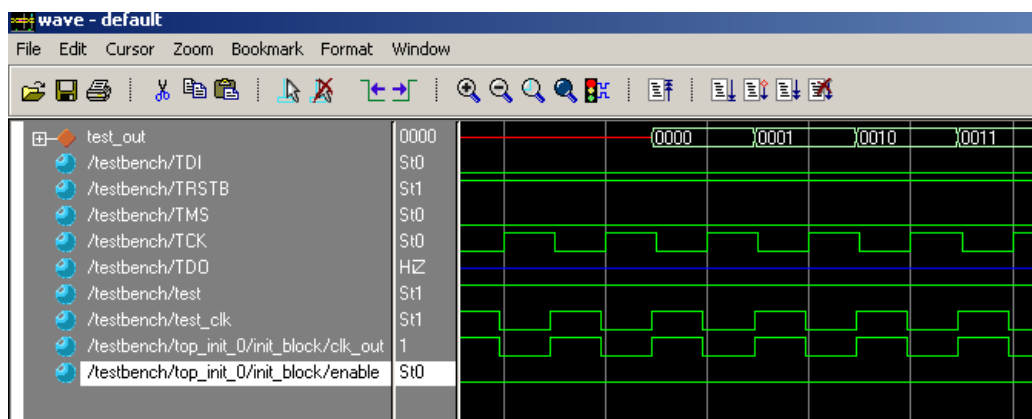 wave - default
File Edit Cursor Zoom Bookmark Format Window
test_out 0000 0000 0001 0010 0011
/testbench/TDI St0
/testbench/TRSTB St1
/testbench/TMS St0
/testbench/TCK St0
/testbench/TDO HiZ
/testbench/test St1
/testbench/test_clk St1
/testbench/top_init_0/init_block/clk_out 1
/testbench/top_init_0/init_block/enable St0